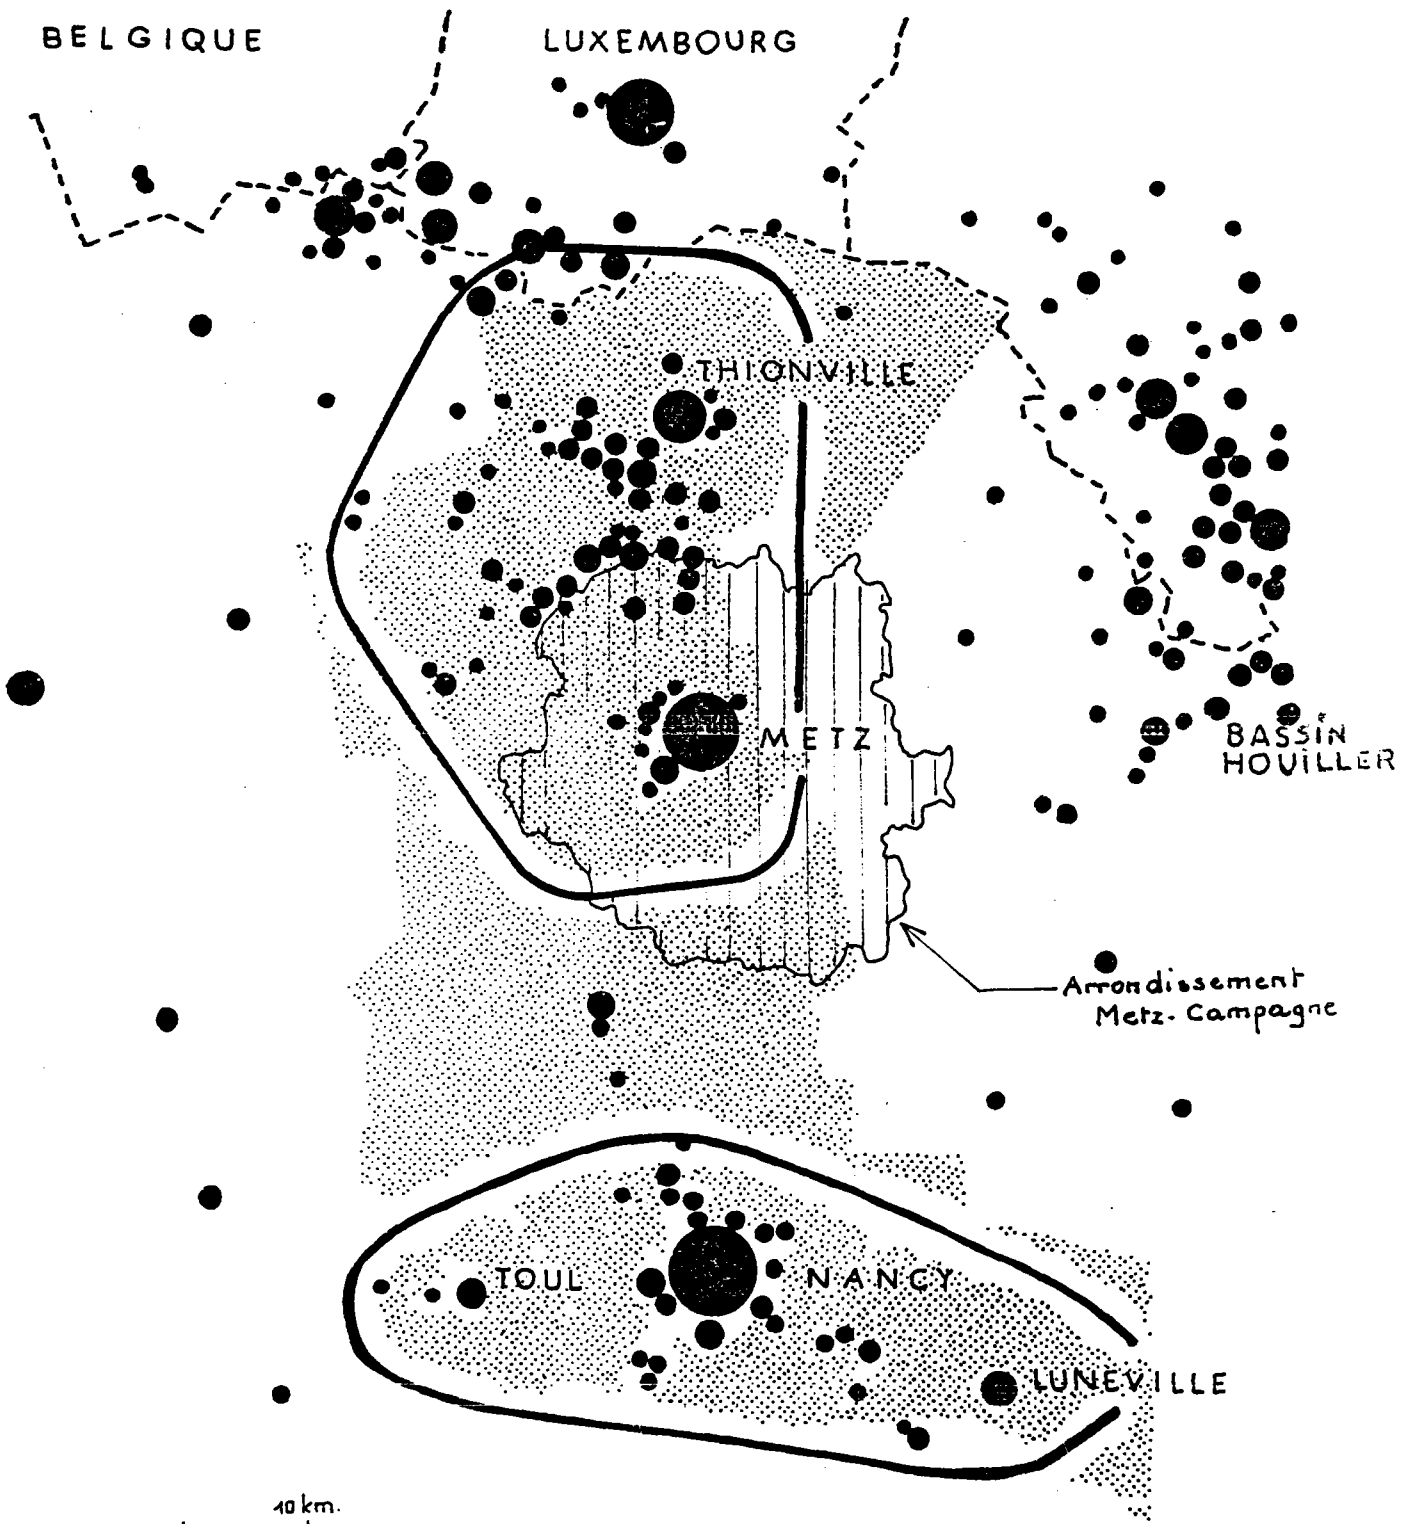 BELGIQUE
LUXEMBOURG
THIONVILLE
METZ
BASSIN
HOUILLER
Arrondissement
Metz-Campagne
TOUL
NANCY
LUNEVILLE
10 km.